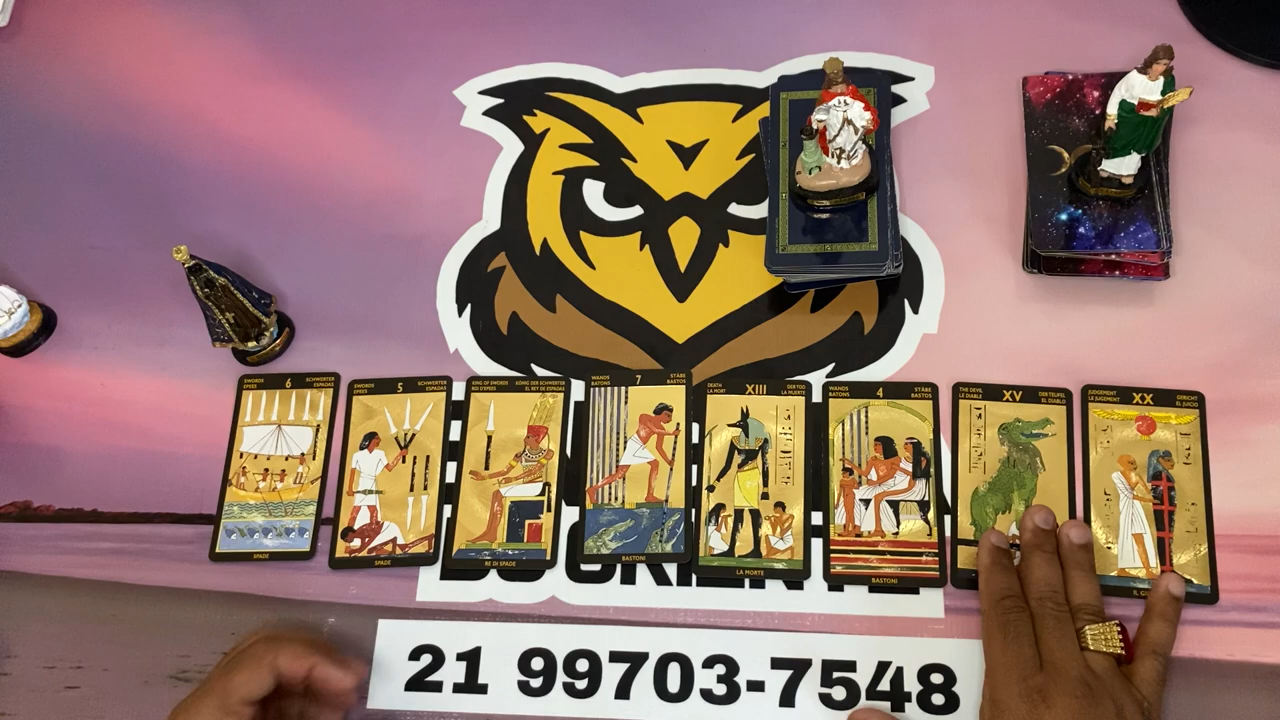 SWORDS 6 SCHWERTER
EPEES ESPADAS
SPADE
SWORDS 5 SCHWERTER
EPEES ESPADAS
SPADE
KING OF SWORDS KÖNIG DER SCHWERTER
ROI D'EPEES EL REY DE ESPADAS
RE DI SPADE
WANDS 7 STÄBE
BATONS BASTOS
BASTONI
DEATH XIII DER TOD
LA MORT LA MUERTE
LA MORTE
WANDS 4 STÄBE
BATONS BASTOS
BASTONI
THE DEVIL XV DER TEUFEL
LE DIABLE EL DIABLO
JUDGEMENT XX GERICHT
LE JUGEMENT EL JUICIO
21 99703-7548